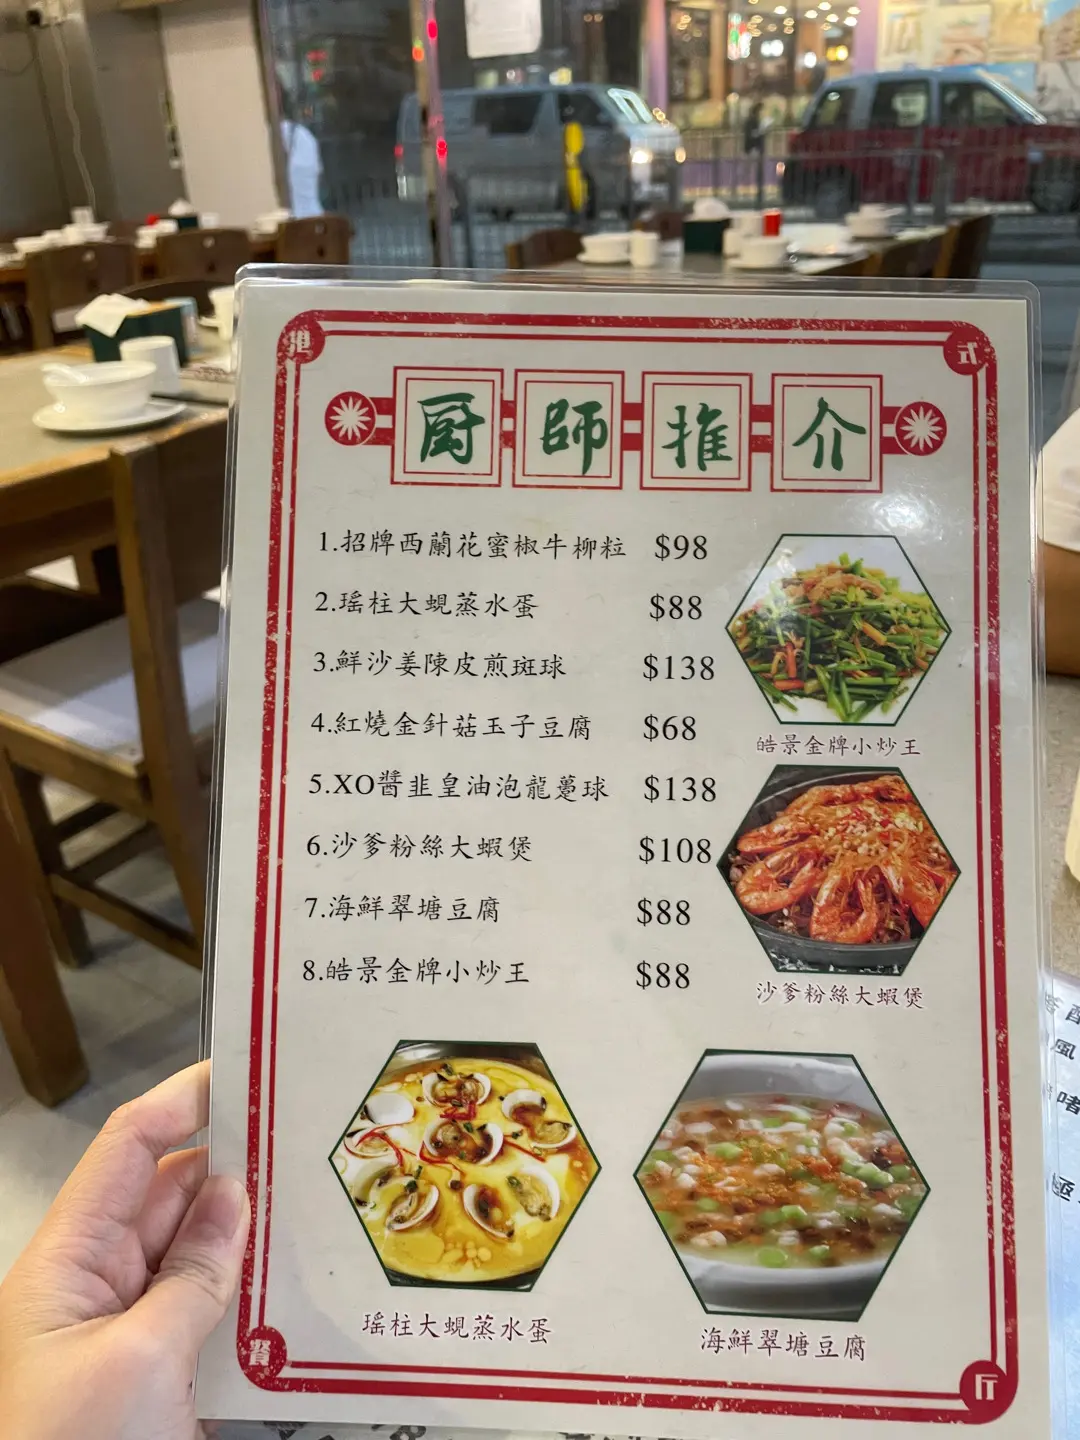 厨師推介
1.招牌西蘭花蜜椒牛柳粒 $98
2.瑤柱大蜆蒸水蛋 $88
3.鮮沙姜陳皮煎斑球 $138
4.紅燒金針菇玉子豆腐 $68
5.XO醬韭皇油泡龍躉球 $138
6.沙爹粉絲大蝦煲 $108
7.海鮮翠塘豆腐 $88
8.皓景金牌小炒王 $88
皓景金牌小炒王
沙爹粉絲大蝦煲
瑤柱大蜆蒸水蛋
海鮮翠塘豆腐